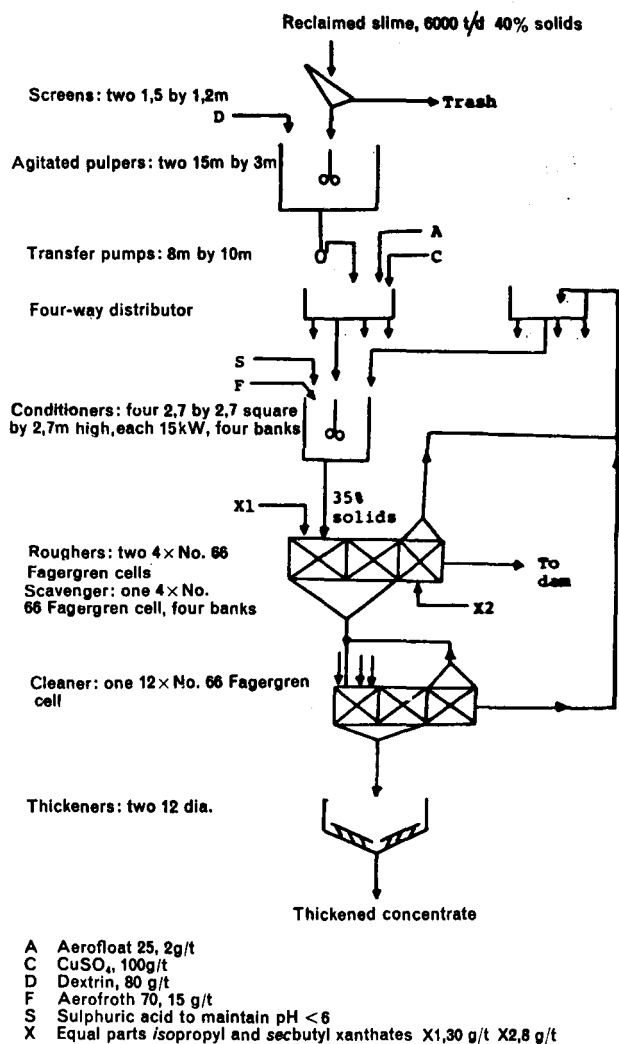 Reclaimed slime, 6000 t/d 40% solids
Screens: two 1,5 by 1,2m
Trash
D
Agitated pulpers: two 15m by 3m
A
Transfer pumps: 8m by 10m
C
Four-way distributor
S
F
Conditioners: four 2,7 by 2,7 square
by 2,7m high, each 15kW, four banks
35%
solids
X1
Roughers: two 4× No. 66
Fagergren cells
Scavenger: one 4× No.
66 Fagergren cell, four banks
To
dam
X2
Cleaner: one 12× No. 66 Fagergren
cell
Thickeners: two 12 dia.
Thickened concentrate
A Aerofloat 25, 2g/t
C CuSO₄, 100g/t
D Dextrin, 80 g/t
F Aerofroth 70, 15 g/t
S Sulphuric acid to maintain pH <6
X Equal parts isopropyl and secbutyl xanthates X1,30 g/t X2,8 g/t